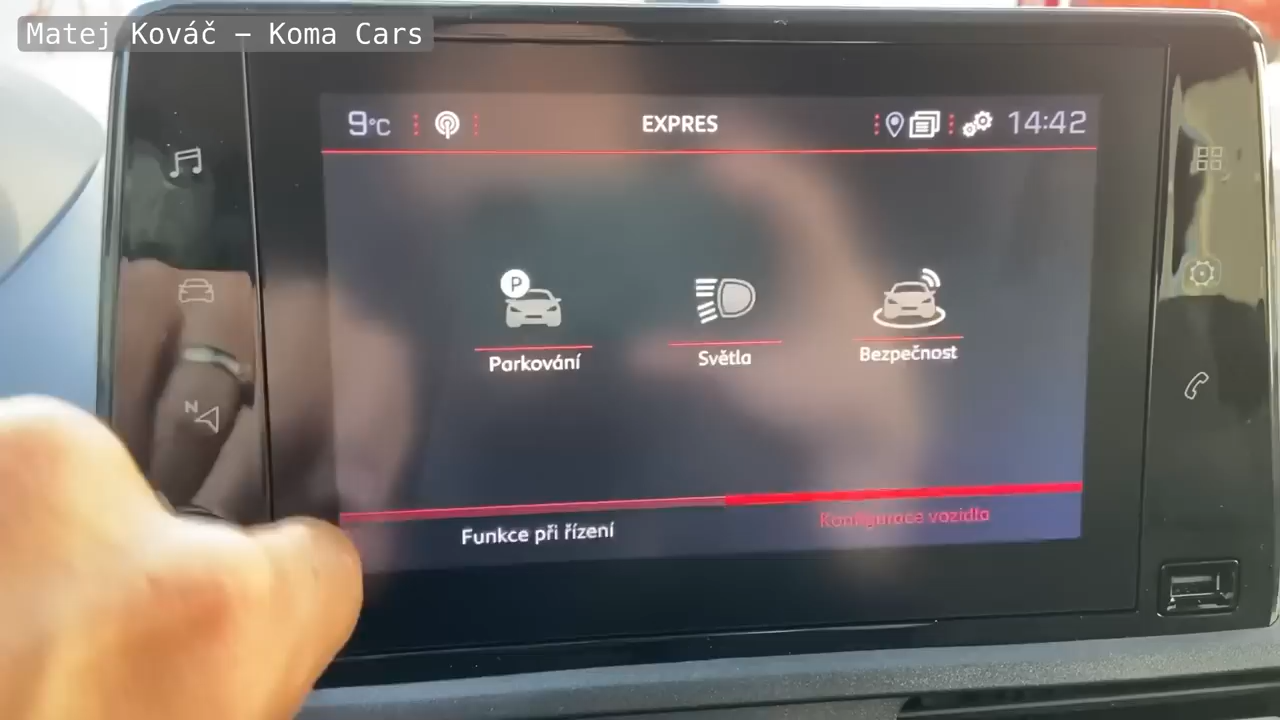 Matej Kováč – Koma Cars
9°C
EXPRES
14:42
P
Parkování
Světla
Bezpečnost
N
Funkce při řízení
Konfigurace vozidla